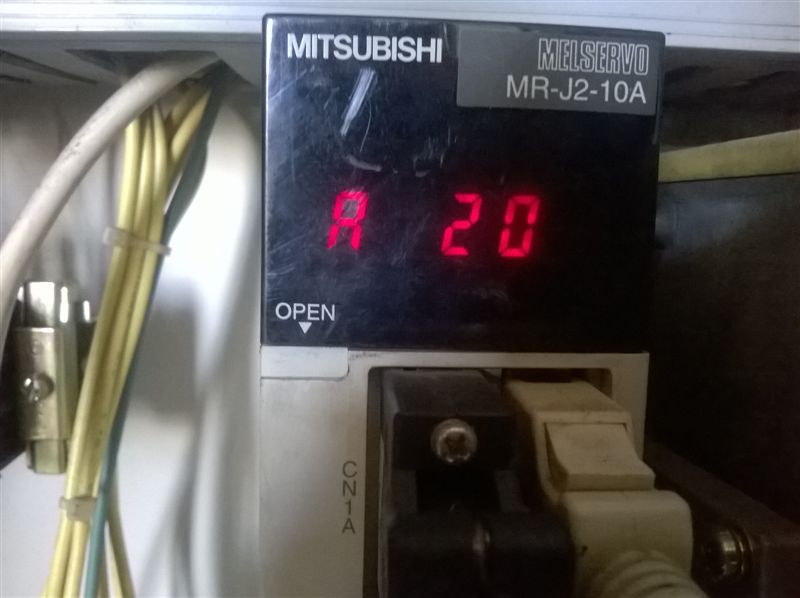 MITSUBISHI
MELSERVO
MR-J2-10A
A 20
OPEN
CN1A